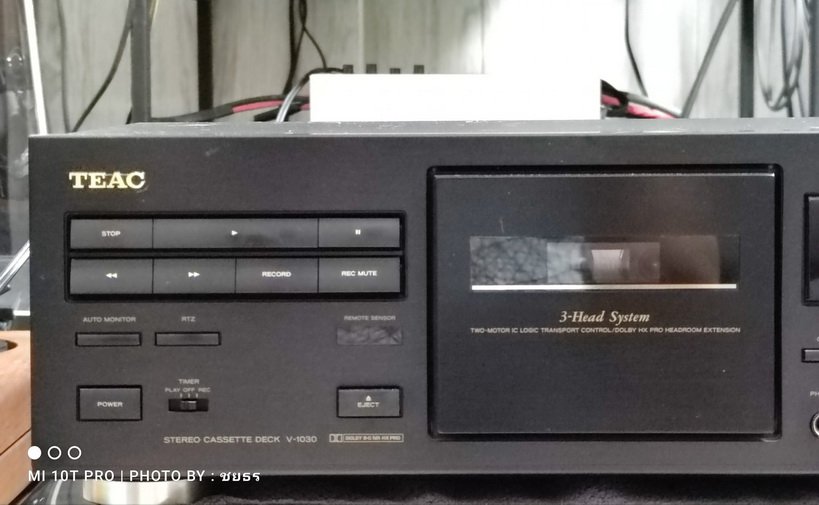 TEAC
STOP
REC MUTE
RECORD
AUTO MONITOR
RTZ
REMOTE SENSOR
TIMER
PLAY OFF REC
POWER
EJECT
STEREO CASSETTE DECK V-1030
DOLBY B-C NR HX PRO
3-Head System
TWO-MOTOR IC LOGIC TRANSPORT CONTROL/DOLBY HX PRO HEADROOM EXTENSION
MI 10T PRO | PHOTO BY : ชยธร